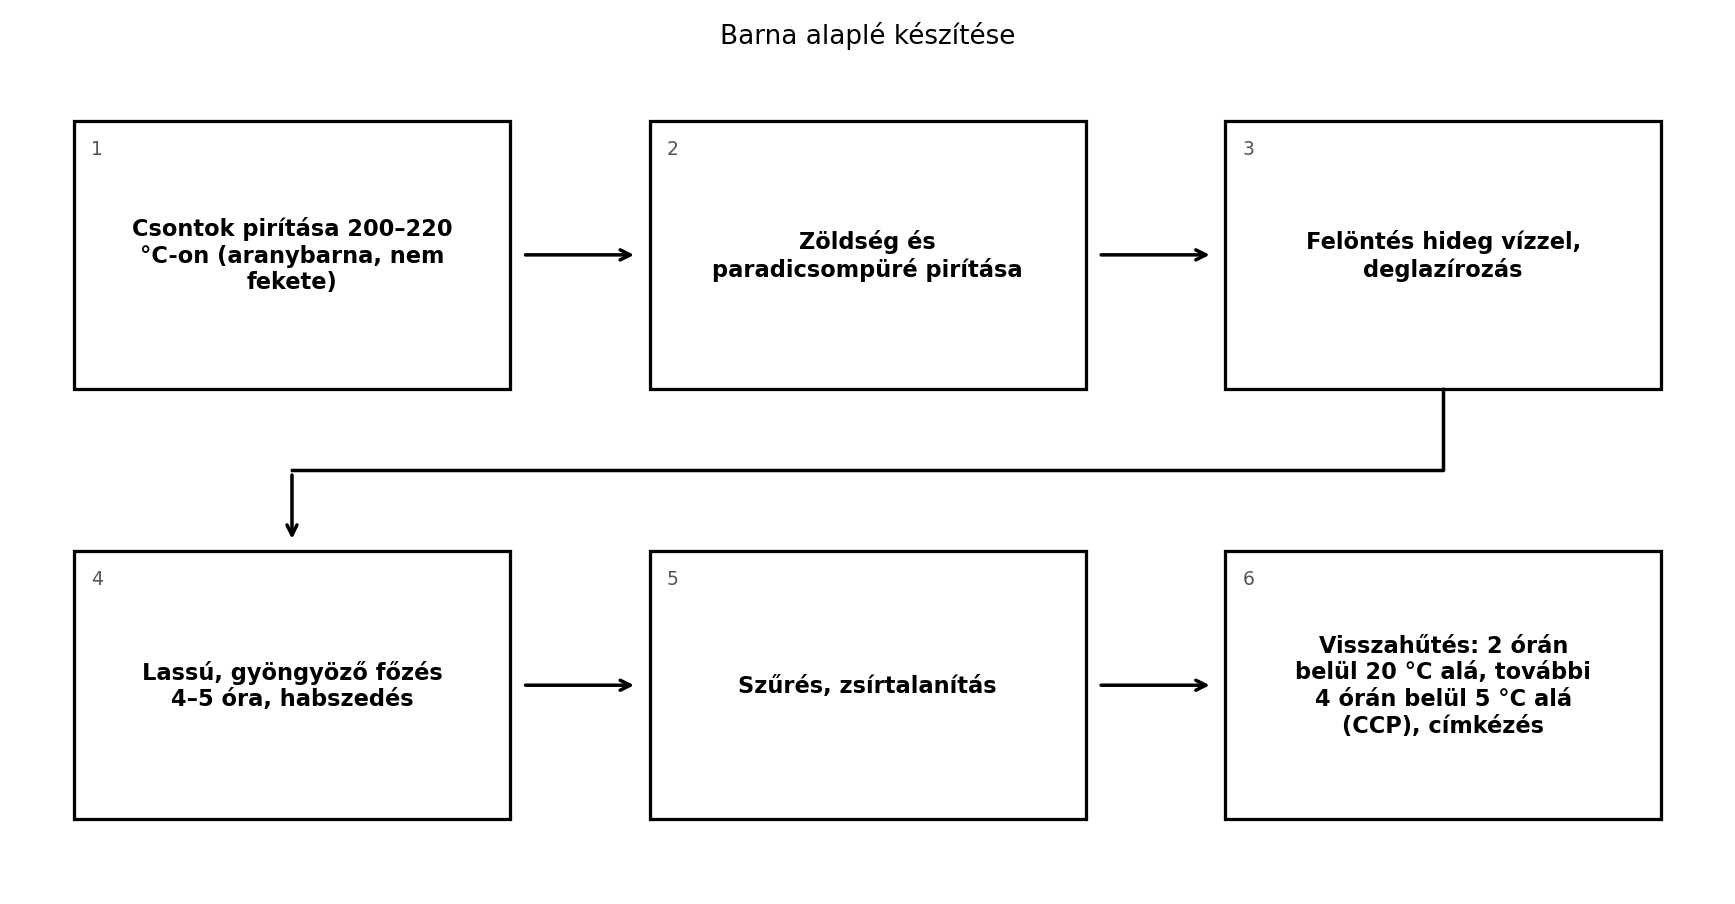 Barna alaplé készítése
1
Csontok pirítása 200–220
°C-on (aranybarna, nem
fekete)
2
Zöldség és
paradicsompüré pirítása
3
Felöntés hideg vízzel,
deglazírozás
4
Lassú, gyöngyöző főzés
4–5 óra, habszedés
5
Szűrés, zsírtalanítás
6
Visszahűtés: 2 órán
belül 20 °C alá, további
4 órán belül 5 °C alá
(CCP), címkézés